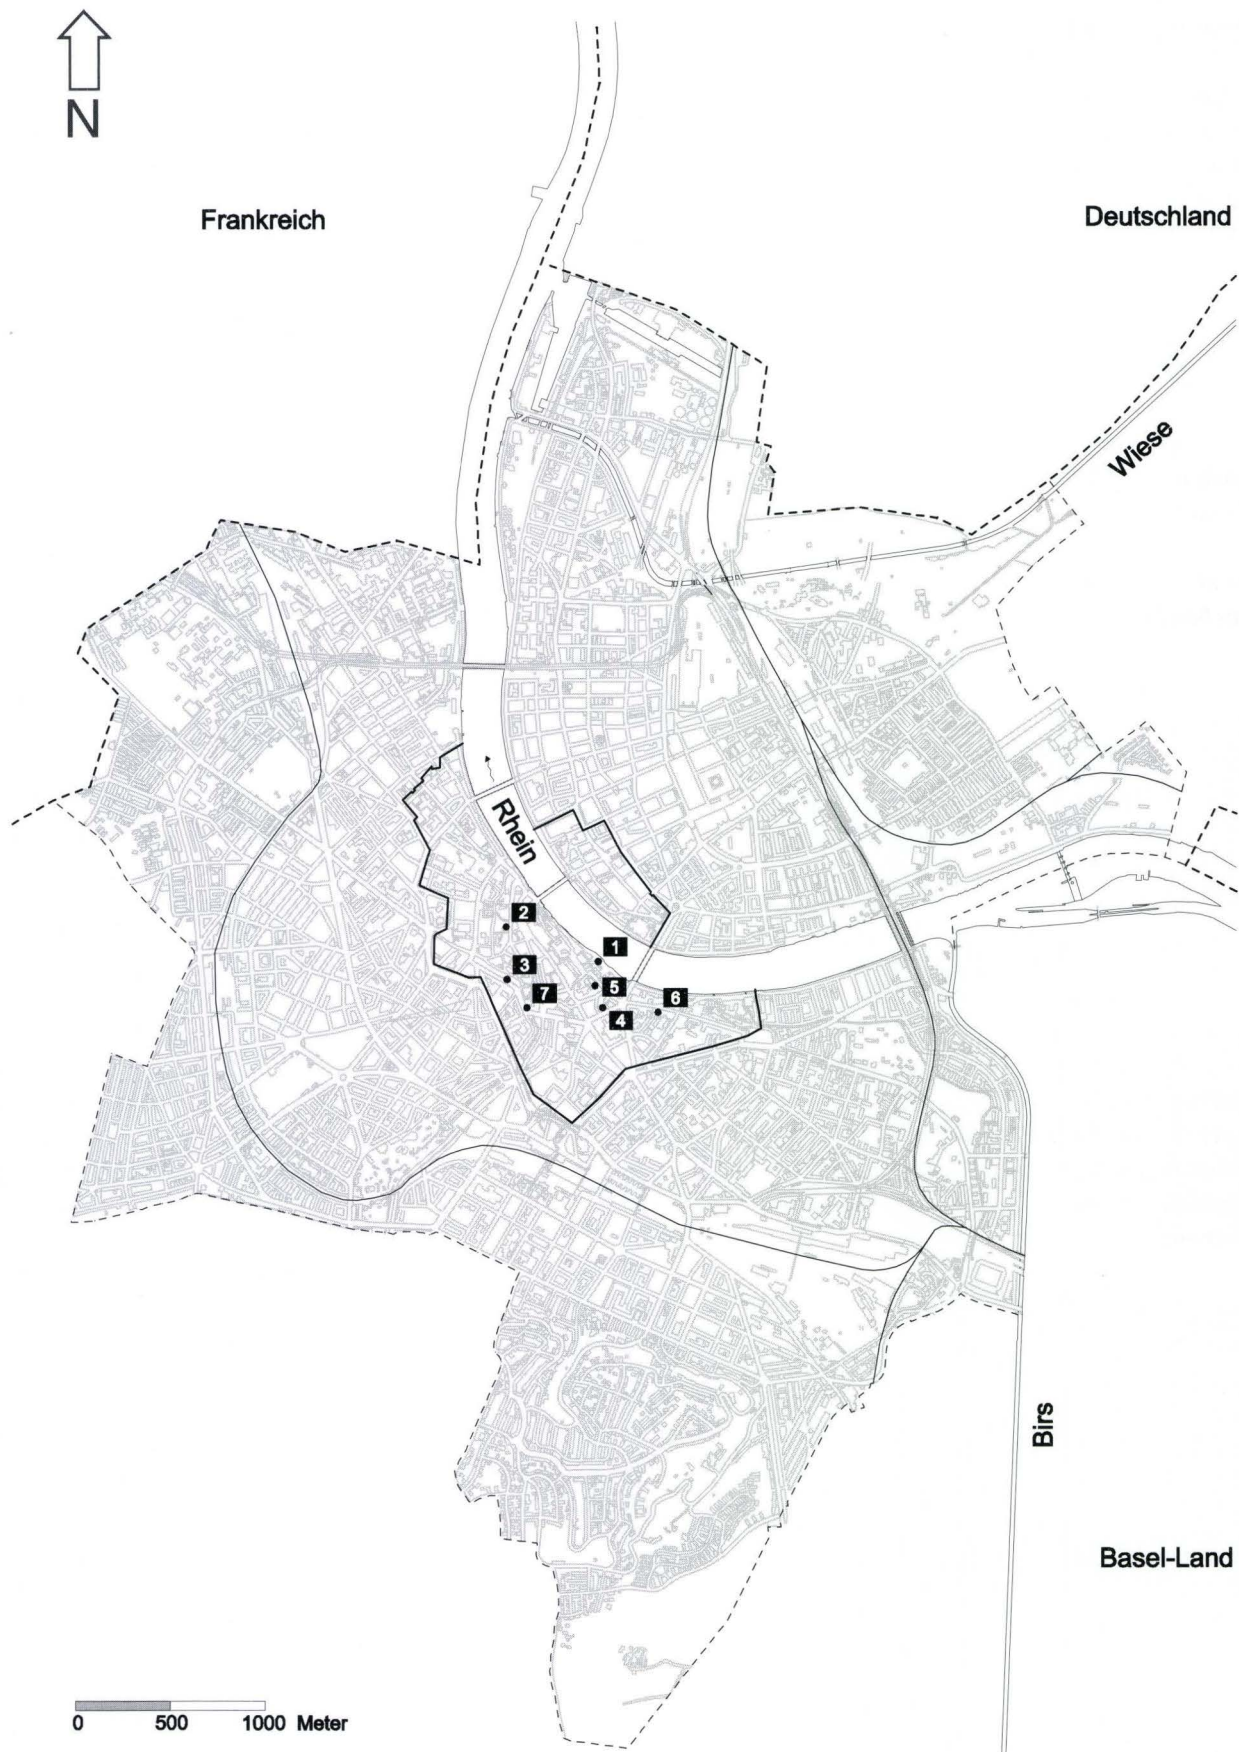 N
Frankreich
Deutschland
Wiese
Rhein
2
1
3
5
7
6
4
Birs
Basel-Land
0 500 1000 Meter